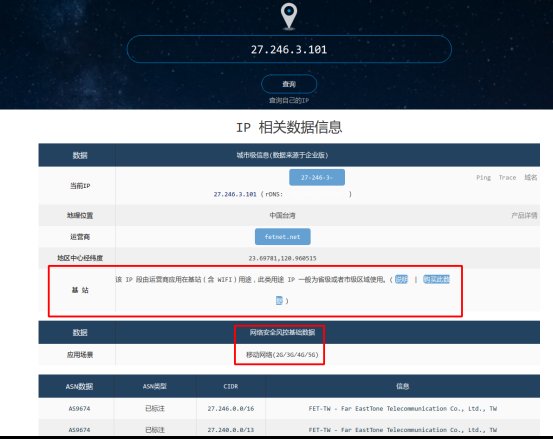 27.246.3.101
查询
查询自己的IP
IP 相关数据信息
数据 城市级信息(数据来源于企业版)
当前IP 27-246-3- Ping Trace 域名
27.246.3.101 ( rDNS: )
地理位置 中国台湾 产品详情
运营商 fetnet.net
地区中心经纬度 23.69781,120.960515
基 站 该 IP 段由运营商应用在基站 ( 含 WIFI ) 用途，此类用途 IP 一般为省级或者市级区域使用。( 说明 |
)
数据 网络安全风控基础数据
应用场景 移动网络(2G/3G/4G/5G)
ASN数据 ASN类型 CIDR 信息
AS9674 已标注 27.246.0.0/16 FET-TW - Far EastTone Telecommunication Co., Ltd., TW
AS9674 已标注 27.240.0.0/13 FET-TW - Far EastTone Telecommunication Co., Ltd., TW